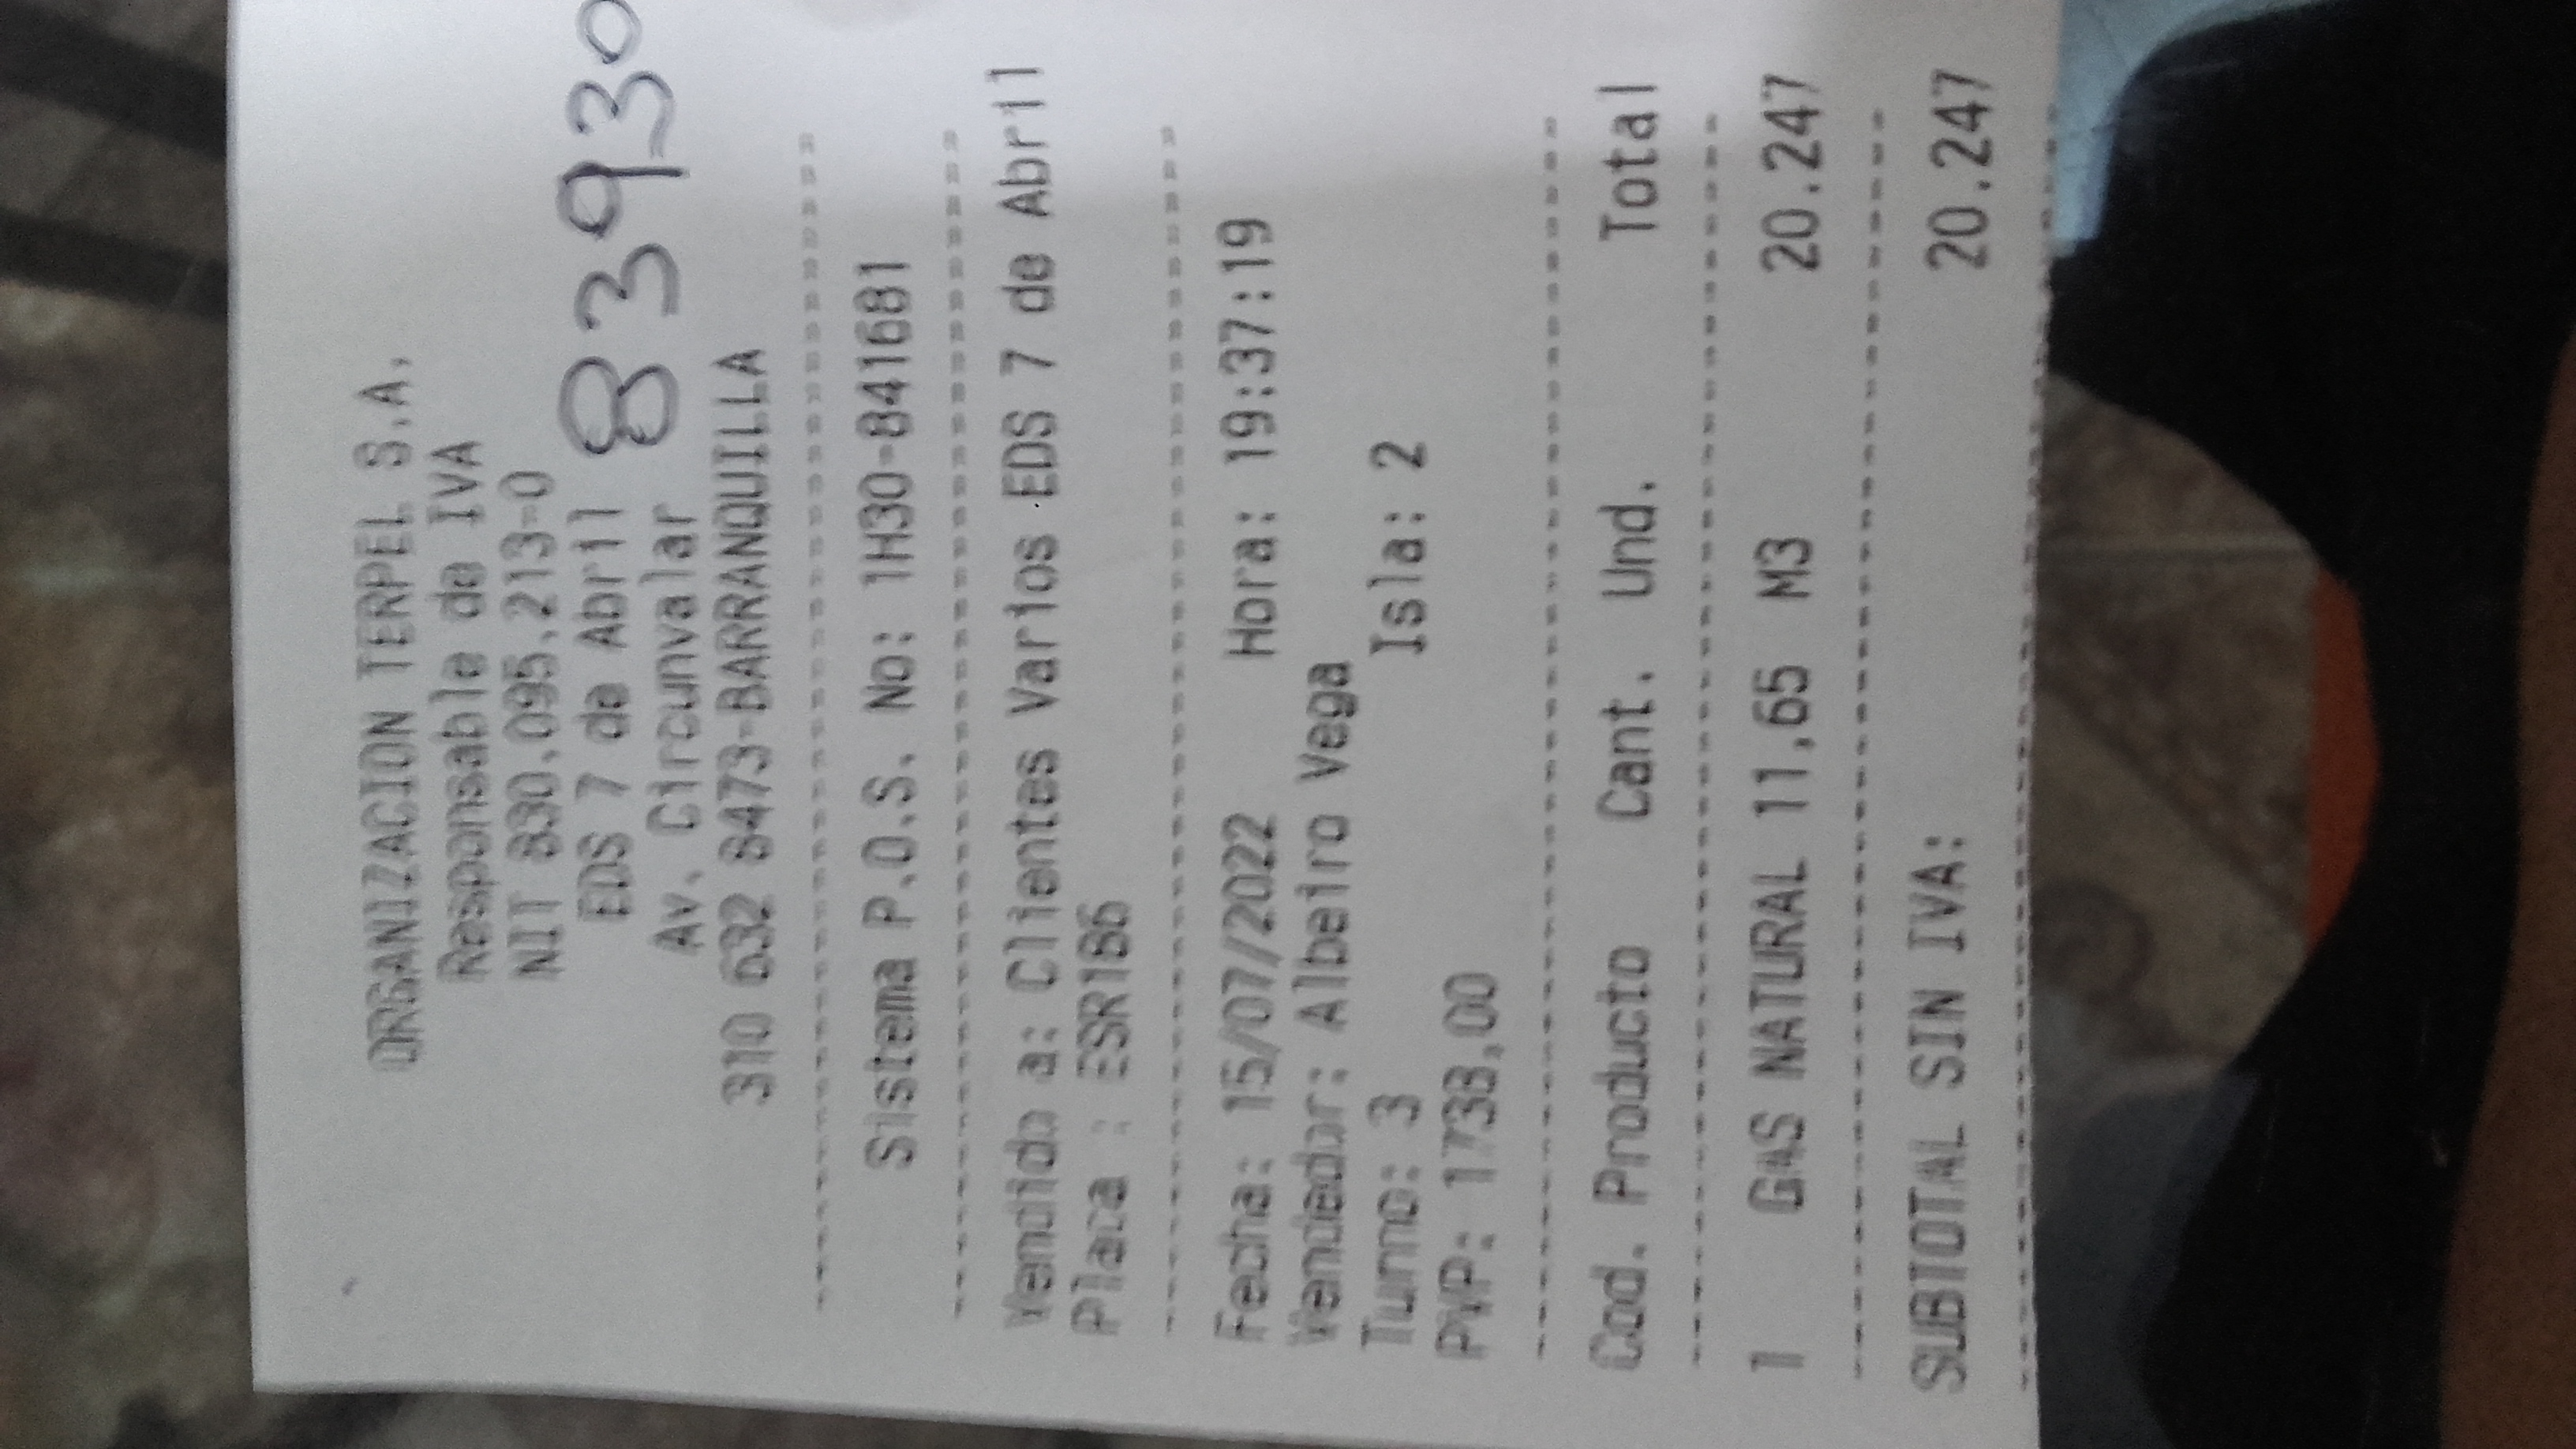 ORGANIZACION TERPEL S.A.
Responsable de IVA
NIT 830.095.213-0
EDS 7 de Abril
83930
Av. Circunvalar
310 632 8473-BARRANQUILLA
Sistema P.O.S. No: 1H30-841681
Vendido a: Clientes Varios EDS 7 de Abril
Placa : ESR166
Fecha: 15/07/2022 Hora: 19:37:19
Vendedor: Albeiro Vega
Turno: 3 Isla: 2
PVP: 1738,00
Cod. Producto Cant. Und. Total
1 GAS NATURAL 11,65 M3 20.247
SUBTOTAL SIN IVA: 20.247